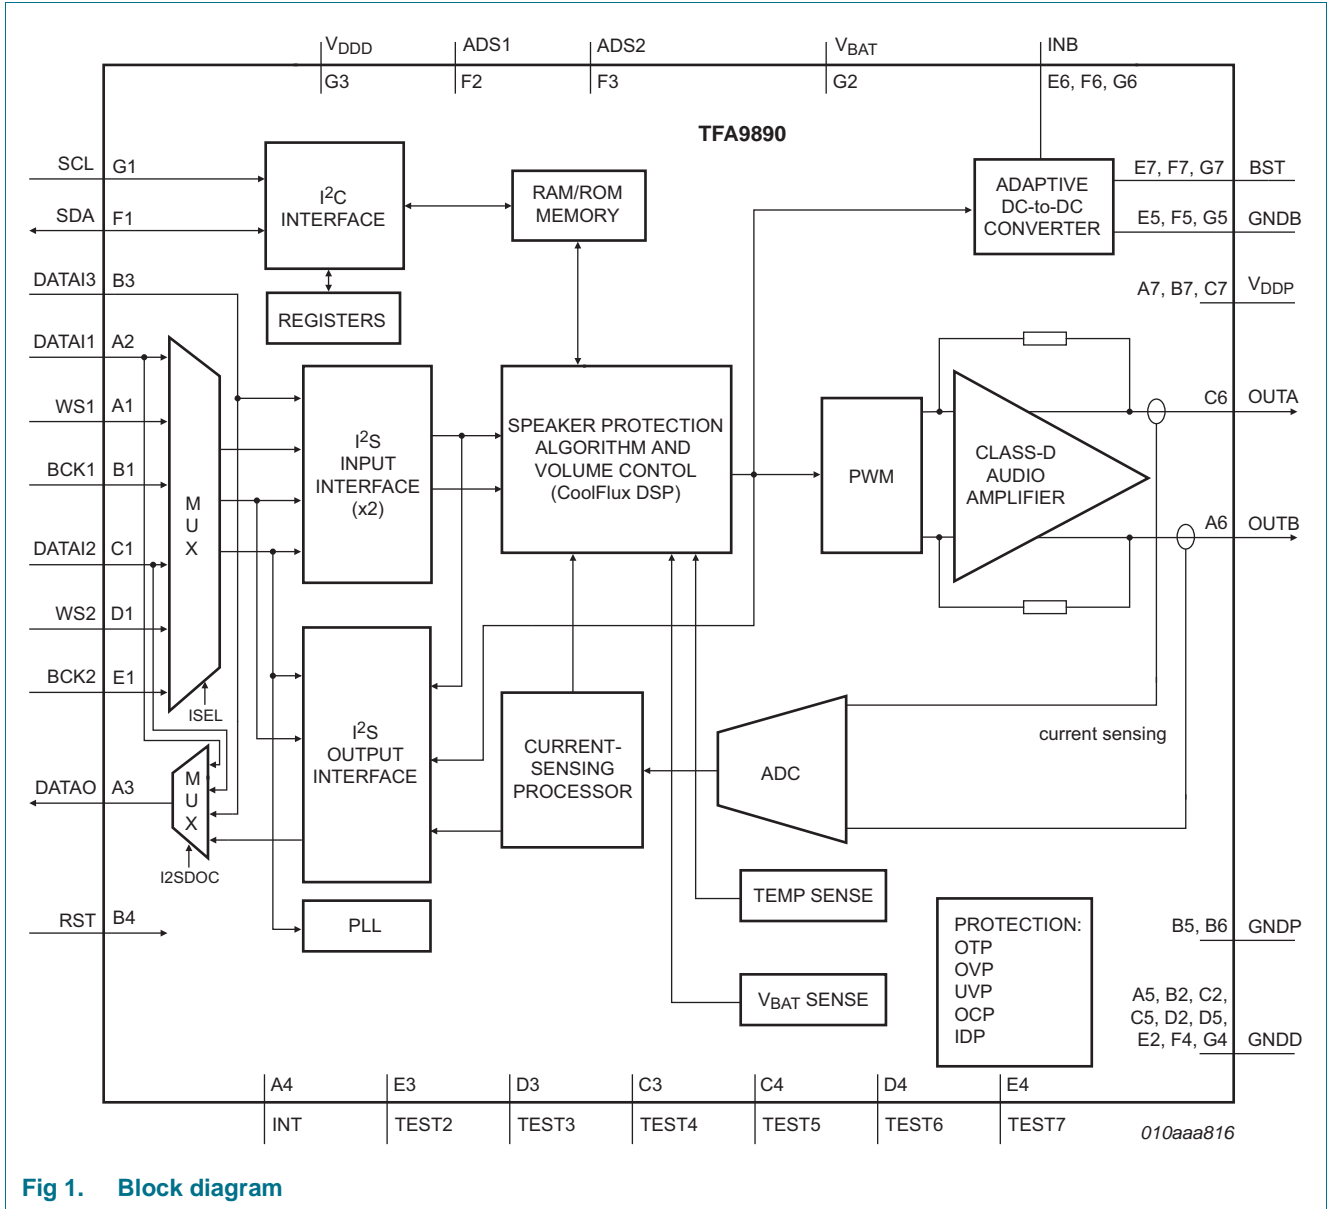 VDDD
ADS1
ADS2
VBAT
INB
G3
F2
F3
G2
E6, F6, G6
TFA9890
SCL
G1
SDA
F1
DATAI3
B3
DATAI1
A2
WS1
A1
BCK1
B1
DATAI2
C1
WS2
D1
BCK2
E1
DATAO
A3
RST
B4
I2C
INTERFACE
REGISTERS
RAM/ROM
MEMORY
ADAPTIVE
DC-to-DC
CONVERTER
E7, F7, G7
BST
E5, F5, G5
GNDB
A7, B7, C7
VDDP
M
U
X
ISEL
I2S
INPUT
INTERFACE
(x2)
SPEAKER PROTECTION
ALGORITHM AND
VOLUME CONTOL
(CoolFlux DSP)
PWM
CLASS-D
AUDIO
AMPLIFIER
C6
OUTA
A6
OUTB
M
U
X
I2SDOC
I2S
OUTPUT
INTERFACE
CURRENT-
SENSING
PROCESSOR
ADC
current sensing
PLL
TEMP SENSE
VBAT SENSE
PROTECTION:
OTP
OVP
UVP
OCP
IDP
B5, B6
GNDP
A5, B2, C2,
C5, D2, D5,
E2, F4, G4
GNDD
A4
E3
D3
C3
C4
D4
E4
INT
TEST2
TEST3
TEST4
TEST5
TEST6
TEST7
010aaa816
Fig 1. Block diagram